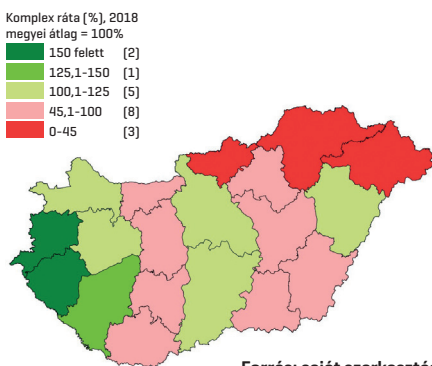 Komplex ráta (%), 2018
megyei átlag = 100%
150 felett (2)
125,1-150 (1)
100,1-125 (5)
45,1-100 (8)
0-45 (3)